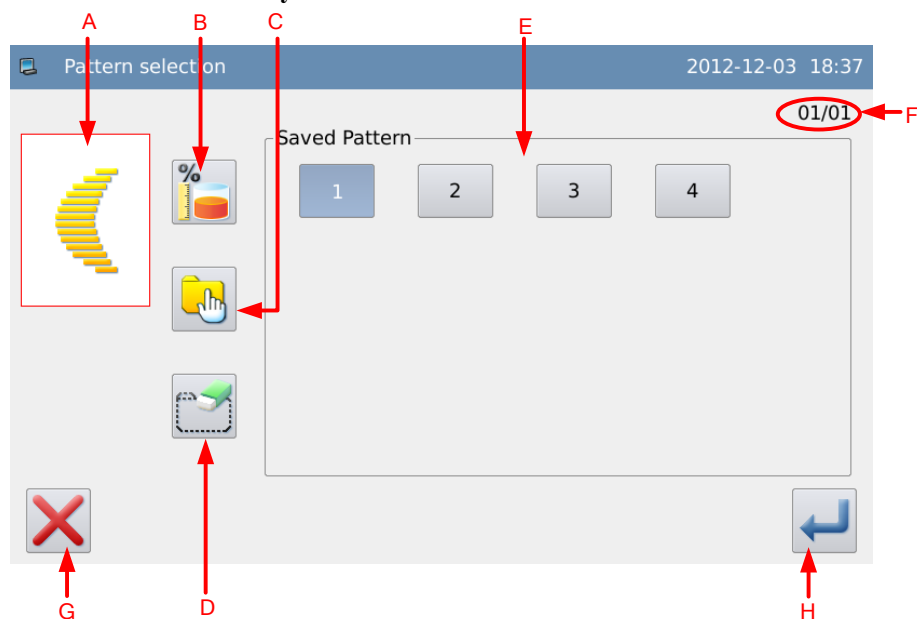 A B C E
Pattern selection 2012-12-03 18:37
01/01 F
Saved Pattern
%
1 2 3 4
G D H